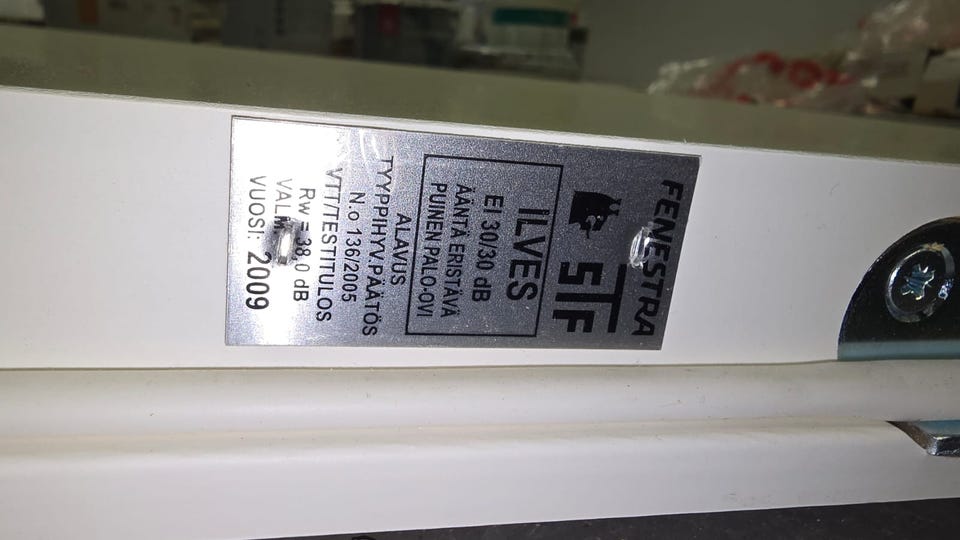 FENESTRA
STF
ILVES
EI 30/30 dB
ÄÄNTÄ ERISTÄVÄ
PUINEN PALO-OVI
ALAVUS
TYYPPIHYV.PÄÄTÖS
N.o 136/2005
VTT/TESTITULOS
Rw = 38,0 dB
VALM.
VUOSI: 2009